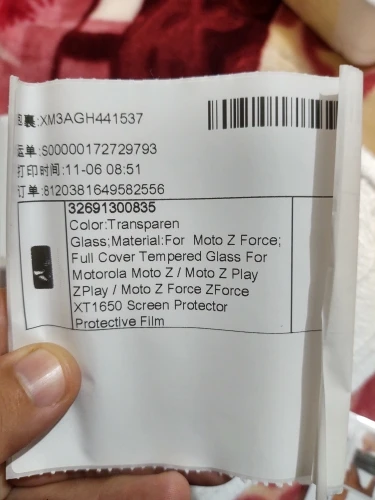 包裹:XM3AGH441537
运单:S00000172729793
打印时间:11-06 08:51
订单:8120381649582556
32691300835
Color:Transparen
Glass;Material:For Moto Z Force;
Full Cover Tempered Glass For
Motorola Moto Z / Moto Z Play
ZPlay / Moto Z Force ZForce
XT1650 Screen Protector
Protective Film